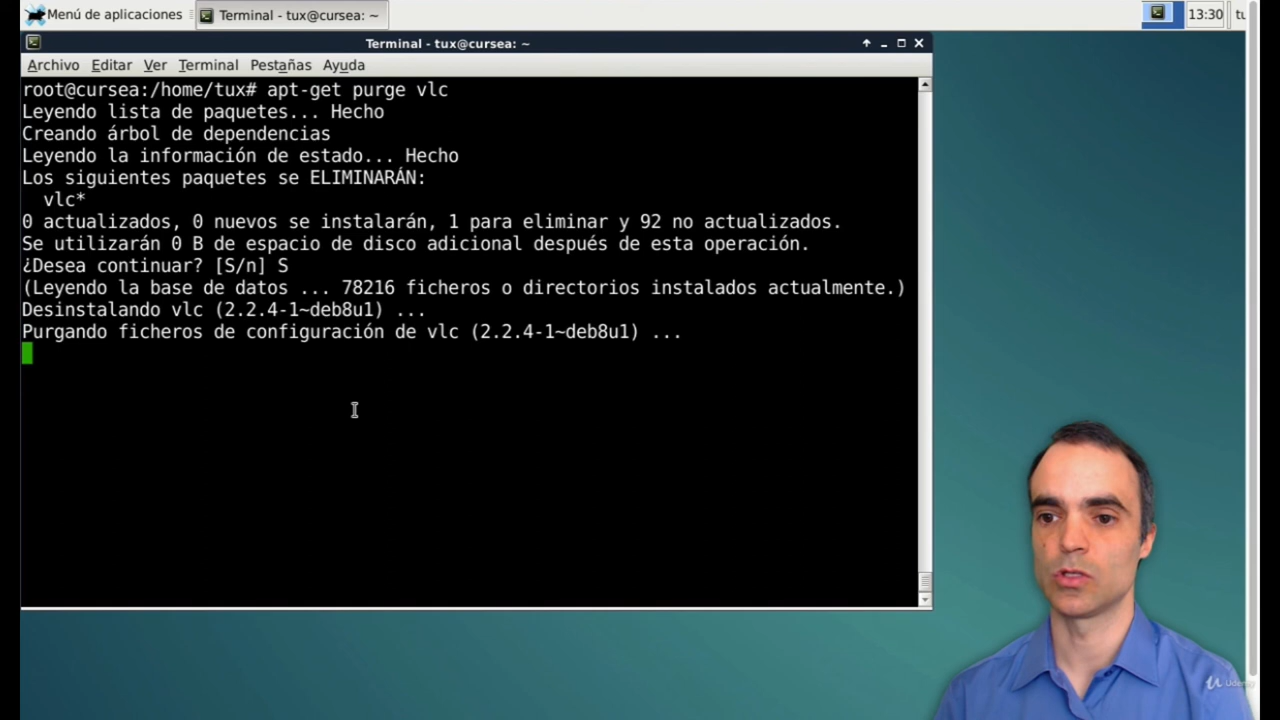 Menú de aplicaciones
Terminal - tux@cursea: ~
13:30
tu
Terminal - tux@cursea: ~
Archivo Editar Ver Terminal Pestañas Ayuda
root@cursea:/home/tux# apt-get purge vlc
Leyendo lista de paquetes... Hecho
Creando árbol de dependencias
Leyendo la información de estado... Hecho
Los siguientes paquetes se ELIMINARÁN:
vlc*
0 actualizados, 0 nuevos se instalarán, 1 para eliminar y 92 no actualizados.
Se utilizarán 0 B de espacio de disco adicional después de esta operación.
¿Desea continuar? [S/n] S
(Leyendo la base de datos ... 78216 ficheros o directorios instalados actualmente.)
Desinstalando vlc (2.2.4-1~deb8u1) ...
Purgando ficheros de configuración de vlc (2.2.4-1~deb8u1) ...
Udemy